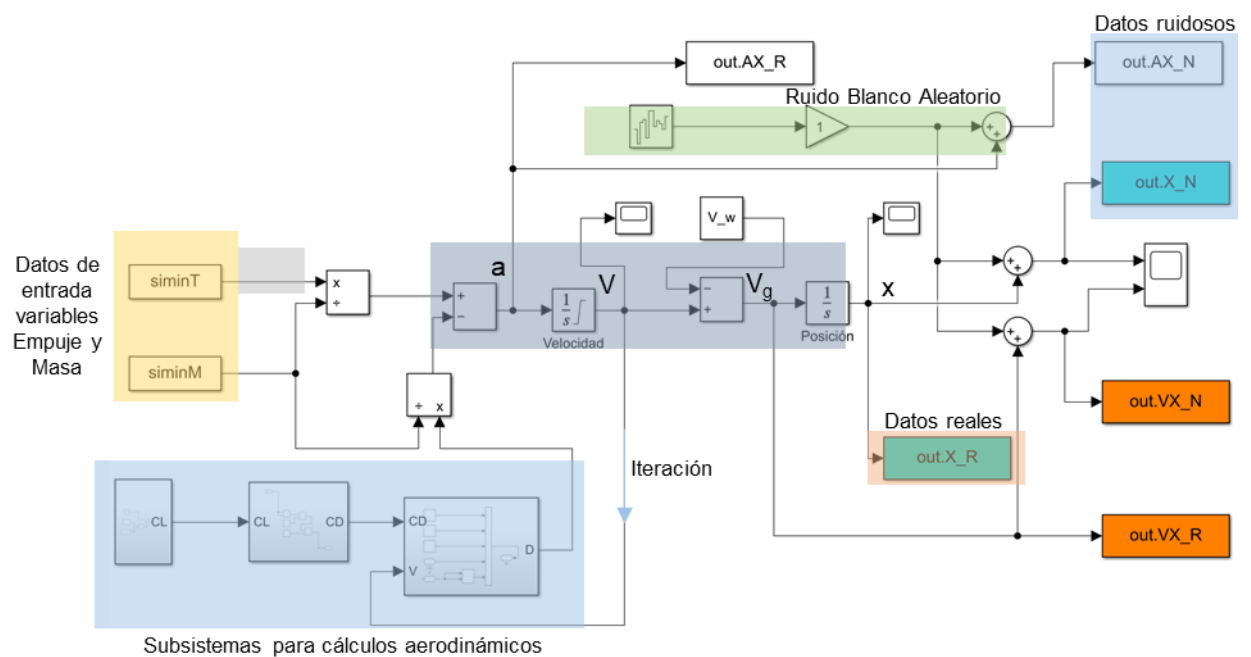 Datos ruidosos
out.AX_R
out.AX_N
Ruido Blanco Aleatorio
1
+
+
out.X_N
V_w
Datos de
entrada
variables
Empuje y
Masa
siminT
x
÷
a
+
−
1
s
Velocidad
V
−
+
Vg
1
s
Posición
x
+
+
+
+
siminM
÷ x
out.VX_N
Datos reales
out.X_R
Iteración
CL
CL CD
CD
V
D
out.VX_R
Subsistemas para cálculos aerodinámicos